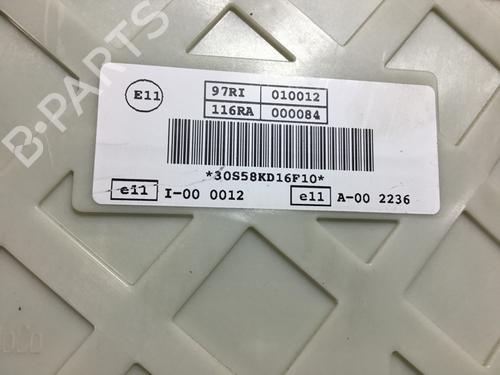 B-PARTS
E11
97RI 010012
116RA 000084
*30S58KD16F10*
e11 I-00 0012 e11 A-00 2236